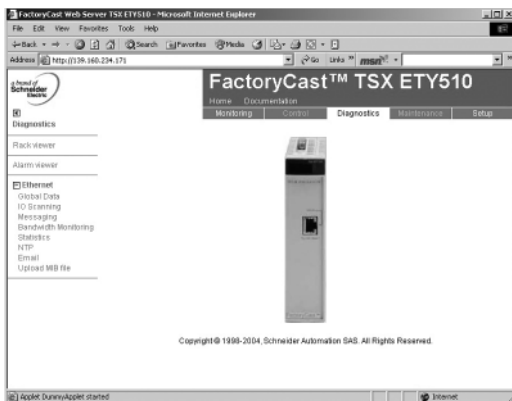 FactoryCast Web Server TSX ETY510 - Microsoft Internet Explorer
File Edit View Favorites Tools Help
Back Search Favorites Media
Address http://139.160.234.171 Go Links msn
a brand of
Schneider
Electric
FactoryCast™ TSX ETY510
Home Documentation
Monitoring Control Diagnostics Maintenance Setup
Diagnostics
Rack viewer
Alarm viewer
Ethernet
Global Data
IO Scanning
Messaging
Bandwidth Monitoring
Statistics
NTP
Email
Upload MIB file
Copyright © 1998-2004, Schneider Automation SAS. All Rights Reserved.
Applet DummyApplet started Internet